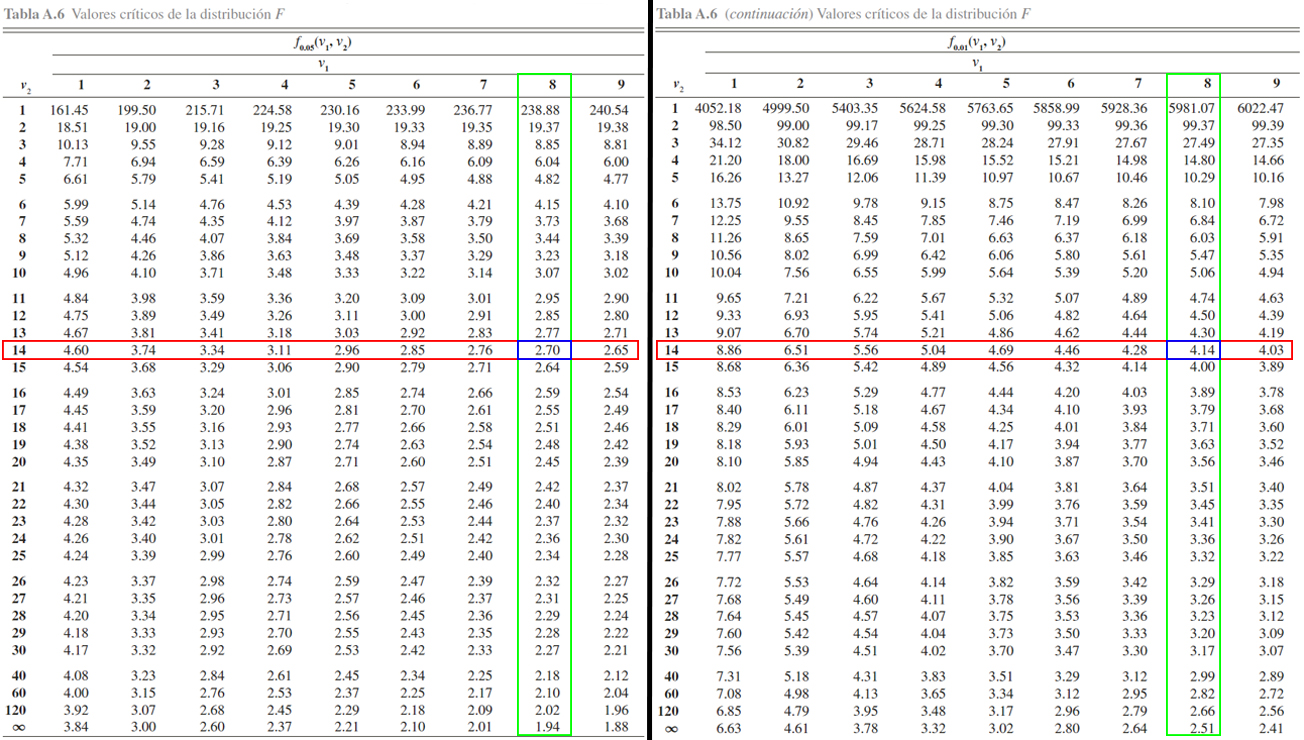 Tabla A.6 Valores críticos de la distribución F
f0.05(v1, v2)
v1
v2 1 2 3 4 5 6 7 8 9
1 161.45 199.50 215.71 224.58 230.16 233.99 236.77 238.88 240.54
2 18.51 19.00 19.16 19.25 19.30 19.33 19.35 19.37 19.38
3 10.13 9.55 9.28 9.12 9.01 8.94 8.89 8.85 8.81
4 7.71 6.94 6.59 6.39 6.26 6.16 6.09 6.04 6.00
5 6.61 5.79 5.41 5.19 5.05 4.95 4.88 4.82 4.77
6 5.99 5.14 4.76 4.53 4.39 4.28 4.21 4.15 4.10
7 5.59 4.74 4.35 4.12 3.97 3.87 3.79 3.73 3.68
8 5.32 4.46 4.07 3.84 3.69 3.58 3.50 3.44 3.39
9 5.12 4.26 3.86 3.63 3.48 3.37 3.29 3.23 3.18
10 4.96 4.10 3.71 3.48 3.33 3.22 3.14 3.07 3.02
11 4.84 3.98 3.59 3.36 3.20 3.09 3.01 2.95 2.90
12 4.75 3.89 3.49 3.26 3.11 3.00 2.91 2.85 2.80
13 4.67 3.81 3.41 3.18 3.03 2.92 2.83 2.77 2.71
14 4.60 3.74 3.34 3.11 2.96 2.85 2.76 2.70 2.65
15 4.54 3.68 3.29 3.06 2.90 2.79 2.71 2.64 2.59
16 4.49 3.63 3.24 3.01 2.85 2.74 2.66 2.59 2.54
17 4.45 3.59 3.20 2.96 2.81 2.70 2.61 2.55 2.49
18 4.41 3.55 3.16 2.93 2.77 2.66 2.58 2.51 2.46
19 4.38 3.52 3.13 2.90 2.74 2.63 2.54 2.48 2.42
20 4.35 3.49 3.10 2.87 2.71 2.60 2.51 2.45 2.39
21 4.32 3.47 3.07 2.84 2.68 2.57 2.49 2.42 2.37
22 4.30 3.44 3.05 2.82 2.66 2.55 2.46 2.40 2.34
23 4.28 3.42 3.03 2.80 2.64 2.53 2.44 2.37 2.32
24 4.26 3.40 3.01 2.78 2.62 2.51 2.42 2.36 2.30
25 4.24 3.39 2.99 2.76 2.60 2.49 2.40 2.34 2.28
26 4.23 3.37 2.98 2.74 2.59 2.47 2.39 2.32 2.27
27 4.21 3.35 2.96 2.73 2.57 2.46 2.37 2.31 2.25
28 4.20 3.34 2.95 2.71 2.56 2.45 2.36 2.29 2.24
29 4.18 3.33 2.93 2.70 2.55 2.43 2.35 2.28 2.22
30 4.17 3.32 2.92 2.69 2.53 2.42 2.33 2.27 2.21
40 4.08 3.23 2.84 2.61 2.45 2.34 2.25 2.18 2.12
60 4.00 3.15 2.76 2.53 2.37 2.25 2.17 2.10 2.04
120 3.92 3.07 2.68 2.45 2.29 2.18 2.09 2.02 1.96
∞ 3.84 3.00 2.60 2.37 2.21 2.10 2.01 1.94 1.88
Tabla A.6 (continuación) Valores críticos de la distribución F
f0.01(v1, v2)
v1
v2 1 2 3 4 5 6 7 8 9
1 4052.18 4999.50 5403.35 5624.58 5763.65 5858.99 5928.36 5981.07 6022.47
2 98.50 99.00 99.17 99.25 99.30 99.33 99.36 99.37 99.39
3 34.12 30.82 29.46 28.71 28.24 27.91 27.67 27.49 27.35
4 21.20 18.00 16.69 15.98 15.52 15.21 14.98 14.80 14.66
5 16.26 13.27 12.06 11.39 10.97 10.67 10.46 10.29 10.16
6 13.75 10.92 9.78 9.15 8.75 8.47 8.26 8.10 7.98
7 12.25 9.55 8.45 7.85 7.46 7.19 6.99 6.84 6.72
8 11.26 8.65 7.59 7.01 6.63 6.37 6.18 6.03 5.91
9 10.56 8.02 6.99 6.42 6.06 5.80 5.61 5.47 5.35
10 10.04 7.56 6.55 5.99 5.64 5.39 5.20 5.06 4.94
11 9.65 7.21 6.22 5.67 5.32 5.07 4.89 4.74 4.63
12 9.33 6.93 5.95 5.41 5.06 4.82 4.64 4.50 4.39
13 9.07 6.70 5.74 5.21 4.86 4.62 4.44 4.30 4.19
14 8.86 6.51 5.56 5.04 4.69 4.46 4.28 4.14 4.03
15 8.68 6.36 5.42 4.89 4.56 4.32 4.14 4.00 3.89
16 8.53 6.23 5.29 4.77 4.44 4.20 4.03 3.89 3.78
17 8.40 6.11 5.18 4.67 4.34 4.10 3.93 3.79 3.68
18 8.29 6.01 5.09 4.58 4.25 4.01 3.84 3.71 3.60
19 8.18 5.93 5.01 4.50 4.17 3.94 3.77 3.63 3.52
20 8.10 5.85 4.94 4.43 4.10 3.87 3.70 3.56 3.46
21 8.02 5.78 4.87 4.37 4.04 3.81 3.64 3.51 3.40
22 7.95 5.72 4.82 4.31 3.99 3.76 3.59 3.45 3.35
23 7.88 5.66 4.76 4.26 3.94 3.71 3.54 3.41 3.30
24 7.82 5.61 4.72 4.22 3.90 3.67 3.50 3.36 3.26
25 7.77 5.57 4.68 4.18 3.85 3.63 3.46 3.32 3.22
26 7.72 5.53 4.64 4.14 3.82 3.59 3.42 3.29 3.18
27 7.68 5.49 4.60 4.11 3.78 3.56 3.39 3.26 3.15
28 7.64 5.45 4.57 4.07 3.75 3.53 3.36 3.23 3.12
29 7.60 5.42 4.54 4.04 3.73 3.50 3.33 3.20 3.09
30 7.56 5.39 4.51 4.02 3.70 3.47 3.30 3.17 3.07
40 7.31 5.18 4.31 3.83 3.51 3.29 3.12 2.99 2.89
60 7.08 4.98 4.13 3.65 3.34 3.12 2.95 2.82 2.72
120 6.85 4.79 3.95 3.48 3.17 2.96 2.79 2.66 2.56
∞ 6.63 4.61 3.78 3.32 3.02 2.80 2.64 2.51 2.41